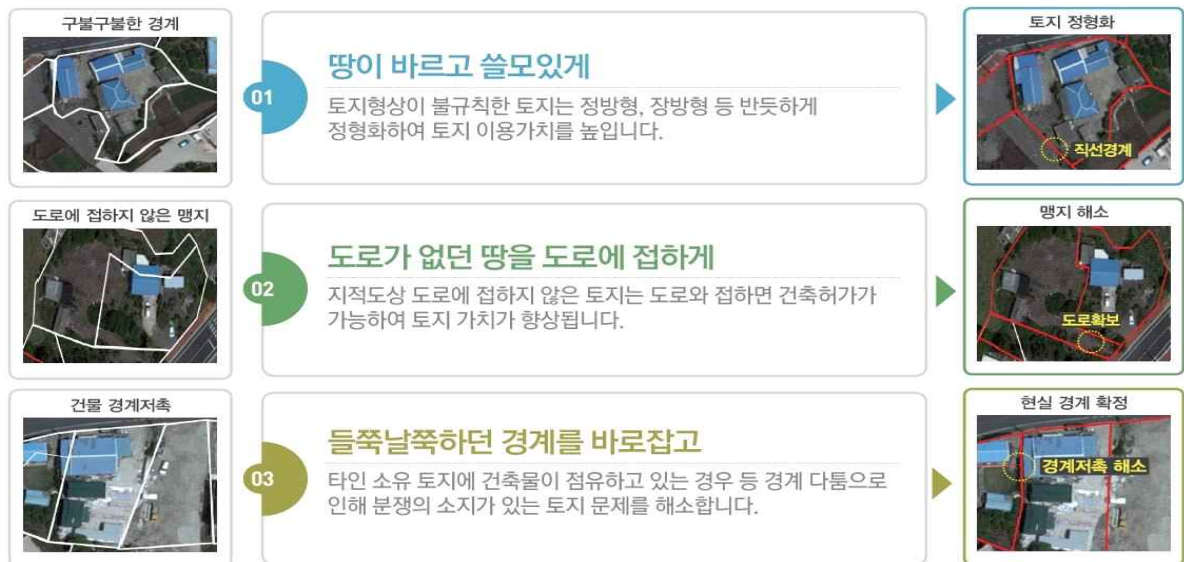 구불구불한 경계
01
땅이 바르고 쓸모있게
토지형상이 불규칙한 토지는 정방형, 장방형 등 반듯하게
정형화하여 토지 이용가치를 높입니다.
토지 정형화
직선경계
도로에 접하지 않은 맹지
02
도로가 없던 땅을 도로에 접하게
지적도상 도로에 접하지 않은 토지는 도로와 접하면 건축허가가
가능하여 토지 가치가 향상됩니다.
맹지 해소
도로확보
건물 경계저촉
03
들쭉날쭉하던 경계를 바로잡고
타인 소유 토지에 건축물이 점유하고 있는 경우 등 경계 다툼으로
인해 분쟁의 소지가 있는 토지 문제를 해소합니다.
현실 경계 확정
경계저촉 해소